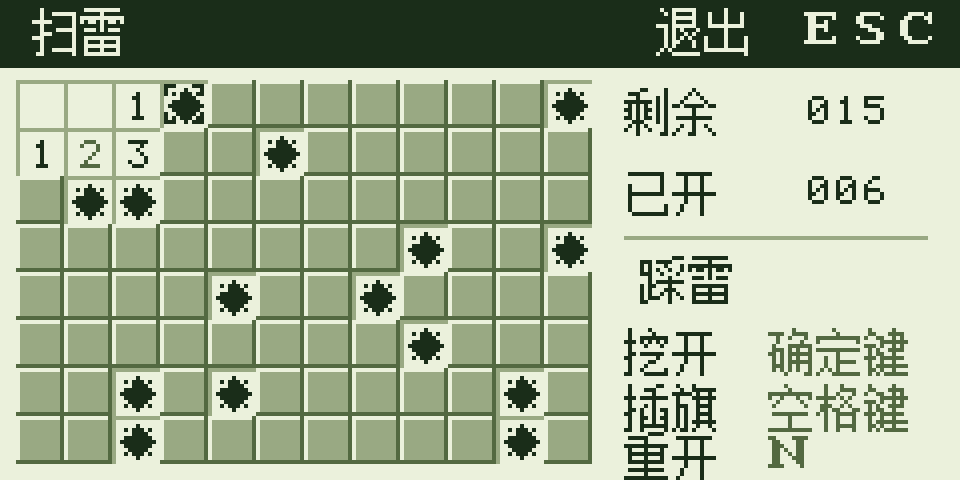 扫雷 退出 ESC
1 剩余 015
1 2 3 已开 006
踩雷
挖开 确定键
插旗 空格键
重开 N